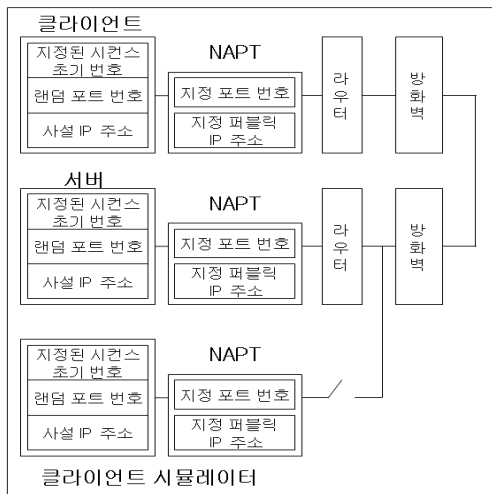 클라이언트
지정된 시컨스
초기 번호
랜덤 포트 번호
사설 IP 주소
NAPT
지정 포트 번호
지정 퍼블릭
IP 주소
라우터
방화벽
서버
지정된 시컨스
초기 번호
랜덤 포트 번호
사설 IP 주소
NAPT
지정 포트 번호
지정 퍼블릭
IP 주소
라우터
방화벽
지정된 시컨스
초기 번호
랜덤 포트 번호
사설 IP 주소
NAPT
지정 포트 번호
지정 퍼블릭
IP 주소
클라이언트 시뮬레이터